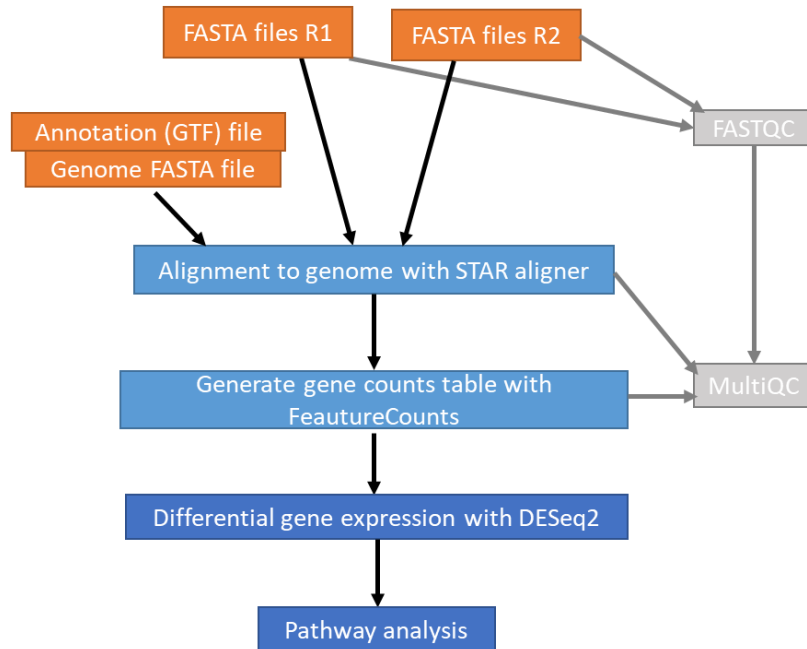 FASTA files R1
FASTA files R2
FASTQC
Annotation (GTF) file
Genome FASTA file
Alignment to genome with STAR aligner
MultiQC
Generate gene counts table with
FeautureCounts
Differential gene expression with DESeq2
Pathway analysis